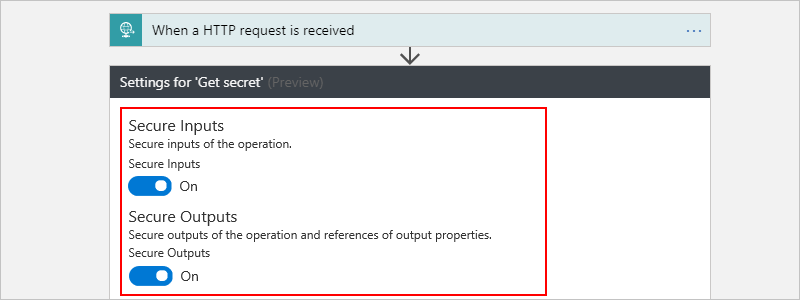 When a HTTP request is received
Settings for 'Get secret' (Preview)
Secure Inputs
Secure inputs of the operation.
Secure Inputs
On
Secure Outputs
Secure outputs of the operation and references of output properties.
Secure Outputs
On